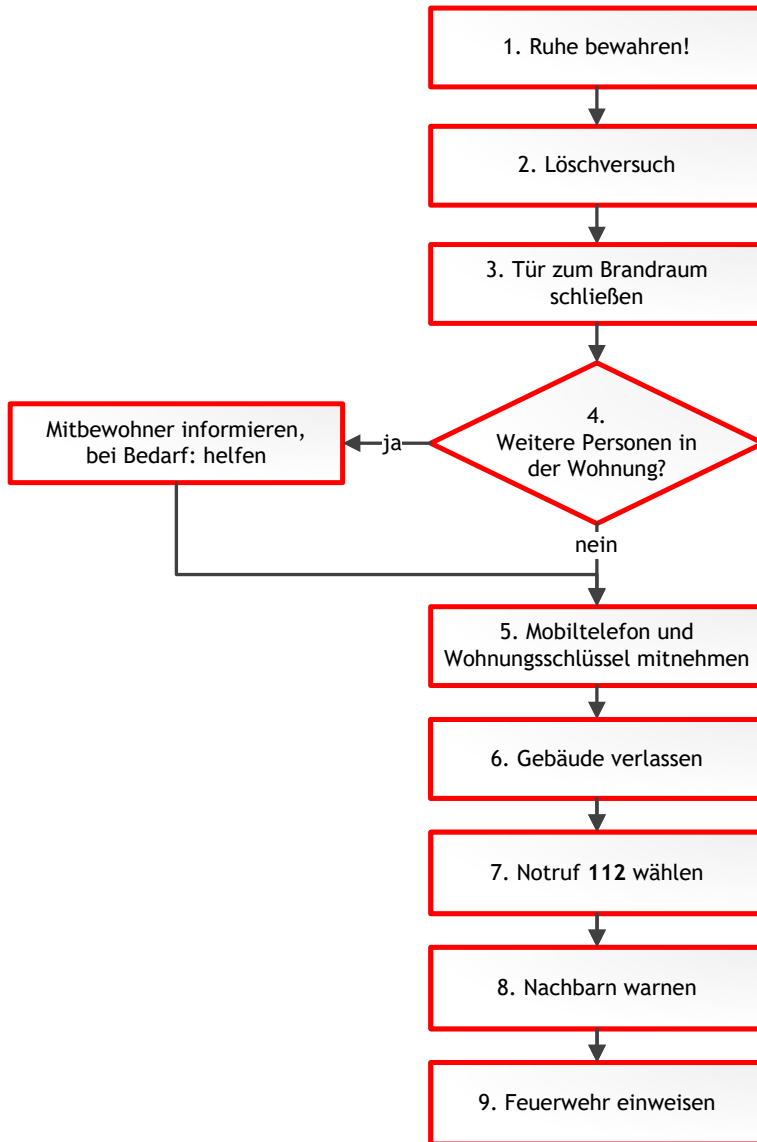 1. Ruhe bewahren!
2. Löschversuch
3. Tür zum Brandraum
schließen
4.
Weitere Personen in
der Wohnung?
ja
Mitbewohner informieren,
bei Bedarf: helfen
nein
5. Mobiltelefon und
Wohnungsschlüssel mitnehmen
6. Gebäude verlassen
7. Notruf 112 wählen
8. Nachbarn warnen
9. Feuerwehr einweisen